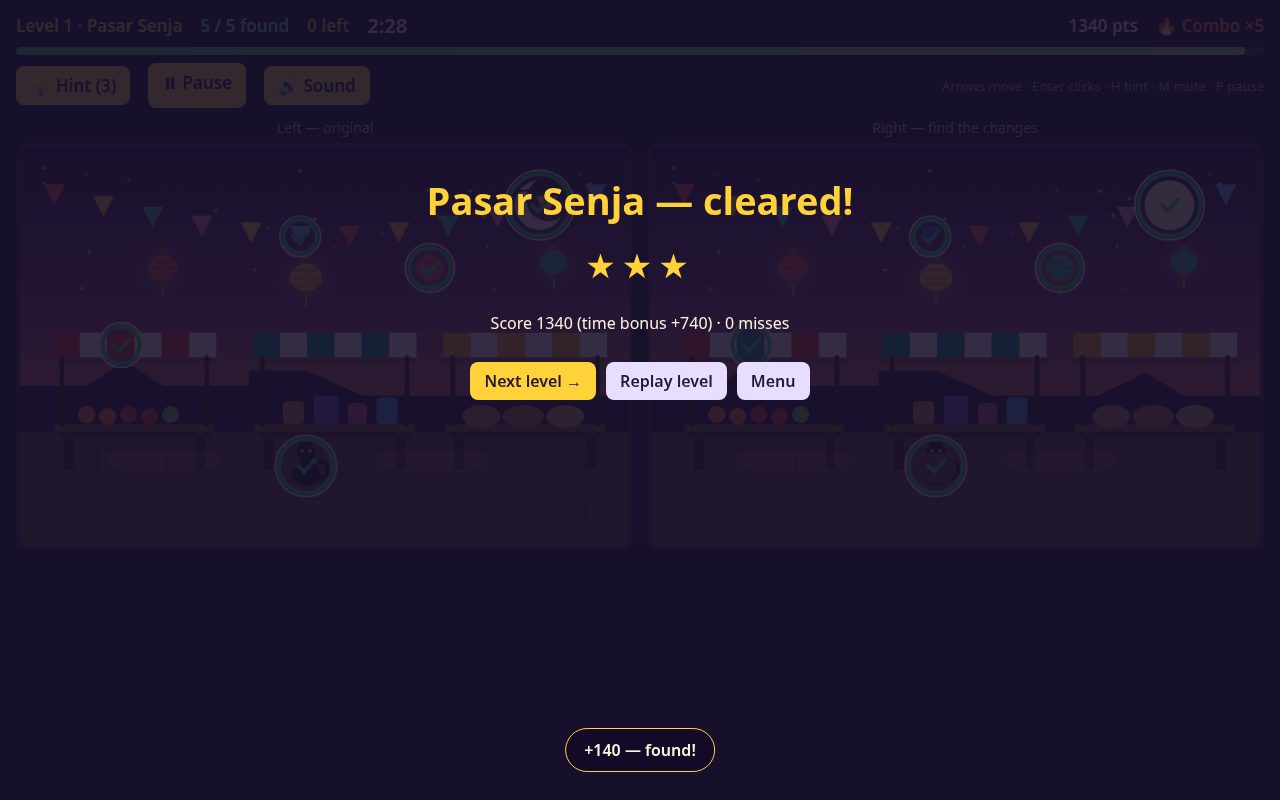 Level 1 · Pasar Senja 5 / 5 found 0 left 2:28 1340 pts 🔥 Combo ×5
💡 Hint (3) ⏸ Pause 🔊 Sound Arrows move · Enter clicks · H hint · M mute · P pause
Left — original Right — find the changes
Pasar Senja — cleared!
★ ★ ★
Score 1340 (time bonus +740) · 0 misses
Next level → Replay level Menu
+140 — found!